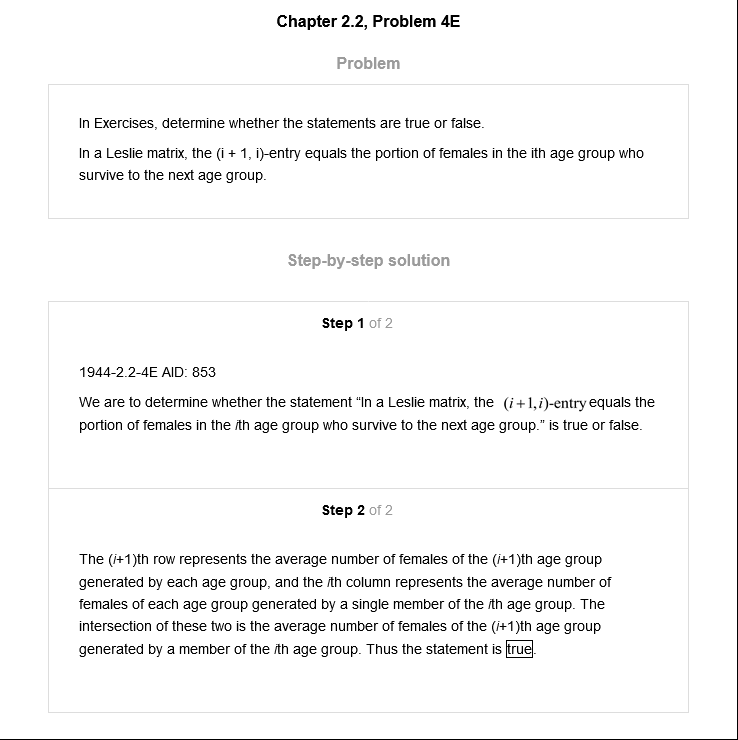 Chapter 2.2, Problem 4E
Problem
In Exercises, determine whether the statements are true or false.
In a Leslie matrix, the (i + 1, i)-entry equals the portion of females in the ith age group who
survive to the next age group.
Step-by-step solution
Step 1 of 2
1944-2.2-4E AID: 853
We are to determine whether the statement “In a Leslie matrix, the (i+1,i)-entry equals the
portion of females in the ith age group who survive to the next age group.” is true or false.
Step 2 of 2
The (i+1)th row represents the average number of females of the (i+1)th age group
generated by each age group, and the ith column represents the average number of
females of each age group generated by a single member of the ith age group. The
intersection of these two is the average number of females of the (i+1)th age group
generated by a member of the ith age group. Thus the statement is true.